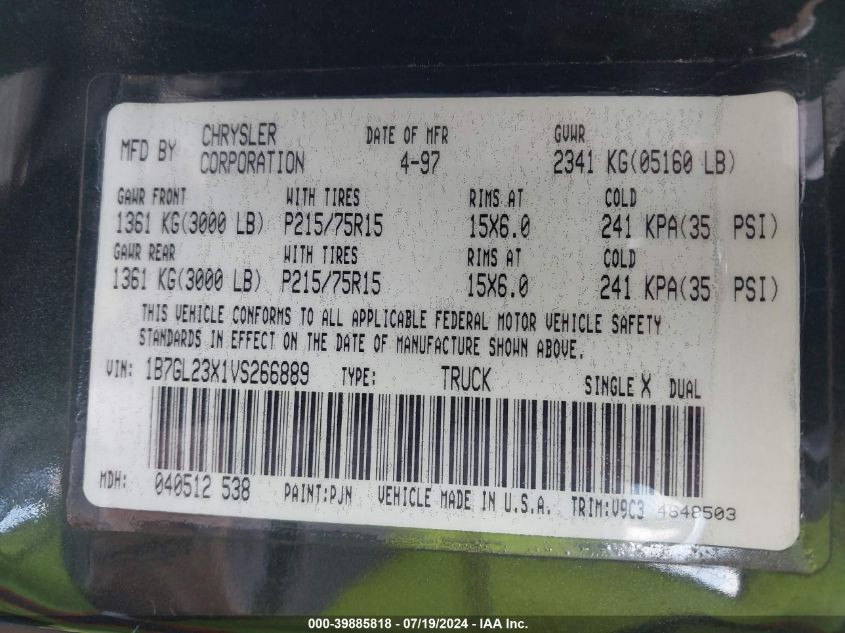 MFD BY CHRYSLER CORPORATION DATE OF MFR 4-97 GVWR 2341 KG(05160 LB)
GAWR FRONT WITH TIRES RIMS AT COLD
1361 KG(3000 LB) P215/75R15 15X6.0 241 KPA(35 PSI)
GAWR REAR WITH TIRES RIMS AT COLD
1361 KG(3000 LB) P215/75R15 15X6.0 241 KPA(35 PSI)
THIS VEHICLE CONFORMS TO ALL APPLICABLE FEDERAL MOTOR VEHICLE SAFETY
STANDARDS IN EFFECT ON THE DATE OF MANUFACTURE SHOWN ABOVE.
VIN: 1B7GL23X1VS266889 TYPE: TRUCK SINGLE X DUAL
MDH: 040512 538 PAINT:PJN VEHICLE MADE IN U.S.A. TRIM:V9C3 4648503
000-39885818 / 07/19/2024 - IAA Inc.